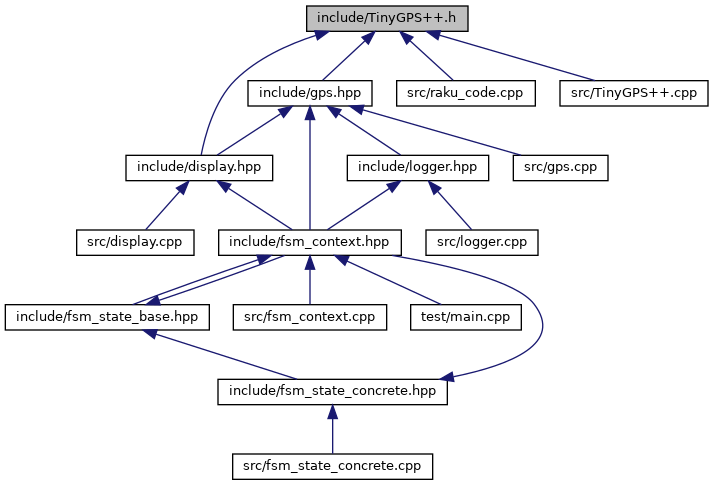 include/TinyGPS++.h
include/gps.hpp
src/raku_code.cpp
src/TinyGPS++.cpp
include/display.hpp
include/logger.hpp
src/gps.cpp
src/display.cpp
include/fsm_context.hpp
src/logger.cpp
include/fsm_state_base.hpp
src/fsm_context.cpp
test/main.cpp
include/fsm_state_concrete.hpp
src/fsm_state_concrete.cpp